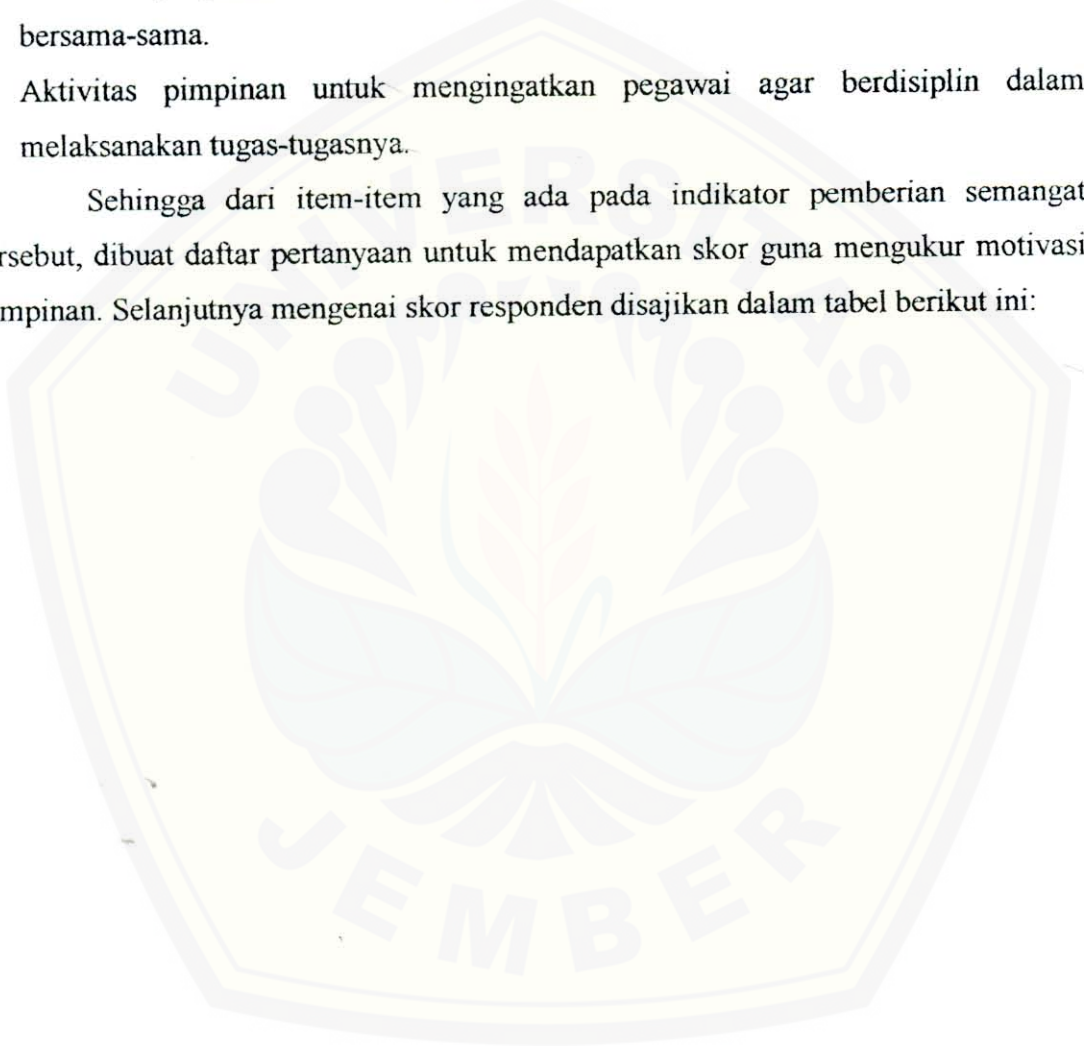 bersama-sama.
Aktivitas pimpinan untuk mengingatkan pegawai agar berdisiplin dalam
melaksanakan tugas-tugasnya.
Sehingga dari item-item yang ada pada indikator pemberian semangat
rsebut, dibuat daftar pertanyaan untuk mendapatkan skor guna mengukur motivasi
mpinan. Selanjutnya mengenai skor responden disajikan dalam tabel berikut ini:
UNIVERSITAS
JEMBER